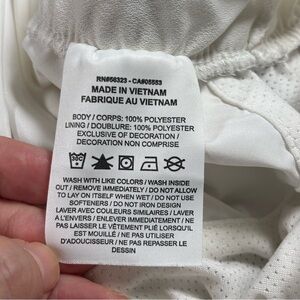 RN#56323 - CA#05553
MADE IN VIETNAM
FABRIQUE AU VIETNAM
BODY / CORPS: 100% POLYESTER
LINING / DOUBLURE: 100% POLYESTER
EXCLUSIVE OF DECORATION /
DECORATION NON COMPRISE
30C
WASH WITH LIKE COLORS / WASH INSIDE
OUT / REMOVE IMMEDIATELY / DO NOT ALLOW
TO LAY ON ITSELF WHEN WET / DO NOT USE
SOFTENERS / DO NOT IRON DESIGN
LAVER AVEC COULEURS SIMILAIRES / LAVER
A L'ENVERS / ENLEVER IMMEDIATEMENT / NE
PAS LAISSER LE VÊTEMENT PLIÉ LORSQU'IL
EST MOUILLÉ / NE PAS UTILISER
D'ADOUCISSEUR / NE PAS REPASSER LE
DESSIN